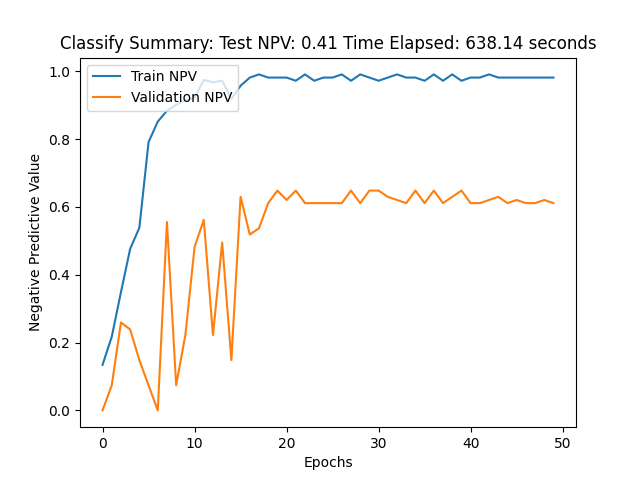 Classify Summary: Test NPV: 0.41 Time Elapsed: 638.14 seconds
Train NPV
Validation NPV
Negative Predictive Value
1.0
0.8
0.6
0.4
0.2
0.0
0 10 20 30 40 50
Epochs